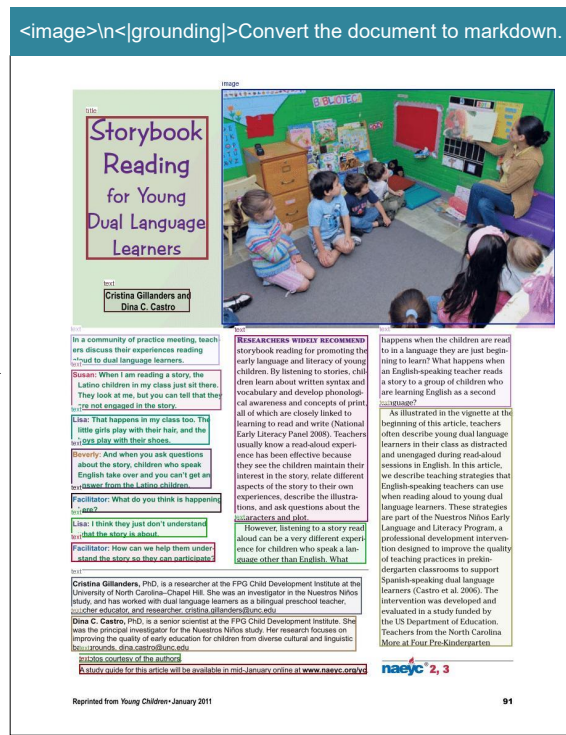 <image>\n<|grounding|>Convert the document to markdown.
image
title
Storybook
Reading
for Young
Dual Language
Learners
text
Cristina Gillanders and
Dina C. Castro
text
In a community of practice meeting, teach-
ers discuss their experiences reading
aloud to dual language learners.
text
Susan: When I am reading a story, the
Latino children in my class just sit there.
They look at me, but you can tell that they
are not engaged in the story.
text
Lisa: That happens in my class too. The
little girls play with their hair, and the
boys play with their shoes.
text
Beverly: And when you ask questions
about the story, children who speak
English take over and you can't get an
answer from the Latino children.
text
Facilitator: What do you think is happening
here?
text
Lisa: I think they just don't understand
what the story is about.
text
Facilitator: How can we help them under-
stand the story so they can participate?
text
RESEARCHERS WIDELY RECOMMEND
storybook reading for promoting the
early language and literacy of young
children. By listening to stories, chil-
dren learn about written syntax and
vocabulary and develop phonologi-
cal awareness and concepts of print,
all of which are closely linked to
learning to read and write (National
Early Literacy Panel 2008). Teachers
usually know a read-aloud experi-
ence has been effective because
they see the children maintain their
interest in the story, relate different
aspects of the story to their own
experiences, describe the illustra-
tions, and ask questions about the
characters and plot.
text
However, listening to a story read
aloud can be a very different experi-
ence for children who speak a lan-
guage other than English. What
text
happens when the children are read
to in a language they are just begin-
ning to learn? What happens when
an English-speaking teacher reads
a story to a group of children who
are learning English as a second
language?
text
As illustrated in the vignette at the
beginning of this article, teachers
often describe young dual language
learners in their class as distracted
and unengaged during read-aloud
sessions in English. In this article,
we describe teaching strategies that
English-speaking teachers can use
when reading aloud to young dual
language learners. These strategies
are part of the Nuestros Niños Early
Language and Literacy Program, a
professional development interven-
tion designed to improve the quality
of teaching practices in prekin-
dergarten classrooms to support
Spanish-speaking dual language
learners (Castro et al. 2006). The
intervention was developed and
evaluated in a study funded by
the US Department of Education.
Teachers from the North Carolina
More at Four Pre-Kindergarten
text
Cristina Gillanders, PhD, is a researcher at the FPG Child Development Institute at the
University of North Carolina–Chapel Hill. She was an investigator in the Nuestros Niños
study, and has worked with dual language learners as a bilingual preschool teacher,
teacher educator, and researcher. cristina.gillanders@unc.edu
text
Dina C. Castro, PhD, is a senior scientist at the FPG Child Development Institute. She
was the principal investigator for the Nuestros Niños study. Her research focuses on
improving the quality of early education for children from diverse cultural and linguistic
backgrounds. dina.castro@unc.edu
text
Photos courtesy of the authors.
text
A study guide for this article will be available in mid-January online at www.naeyc.org/yc
naeyc® 2, 3
Reprinted from Young Children • January 2011
91